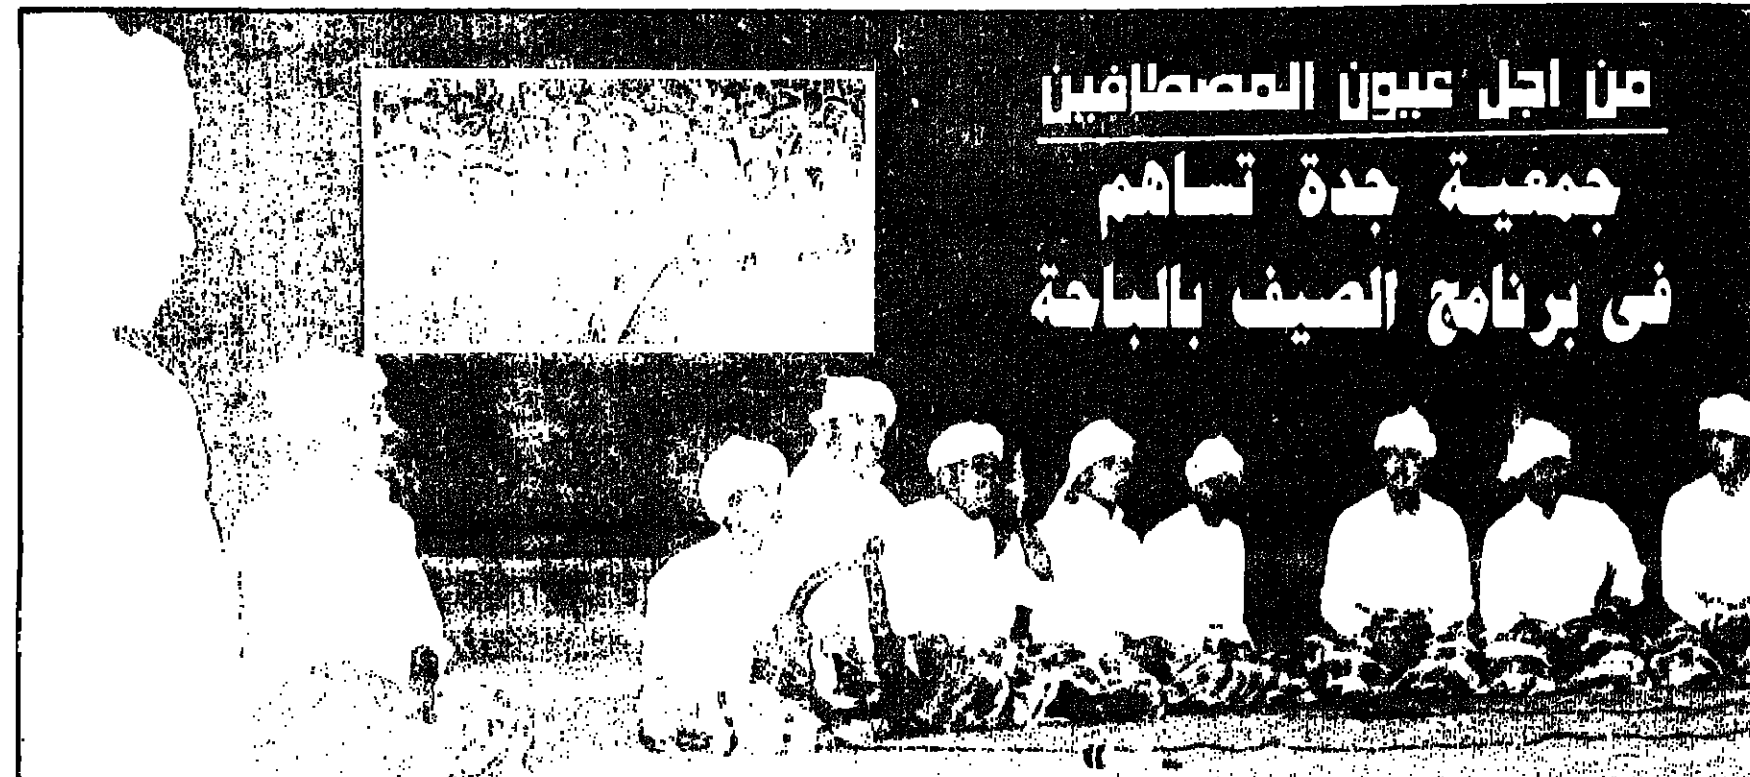 من اجل عيون المصطافين
جمعية جدة تساهم
فى برنامج الصيف بالباحة